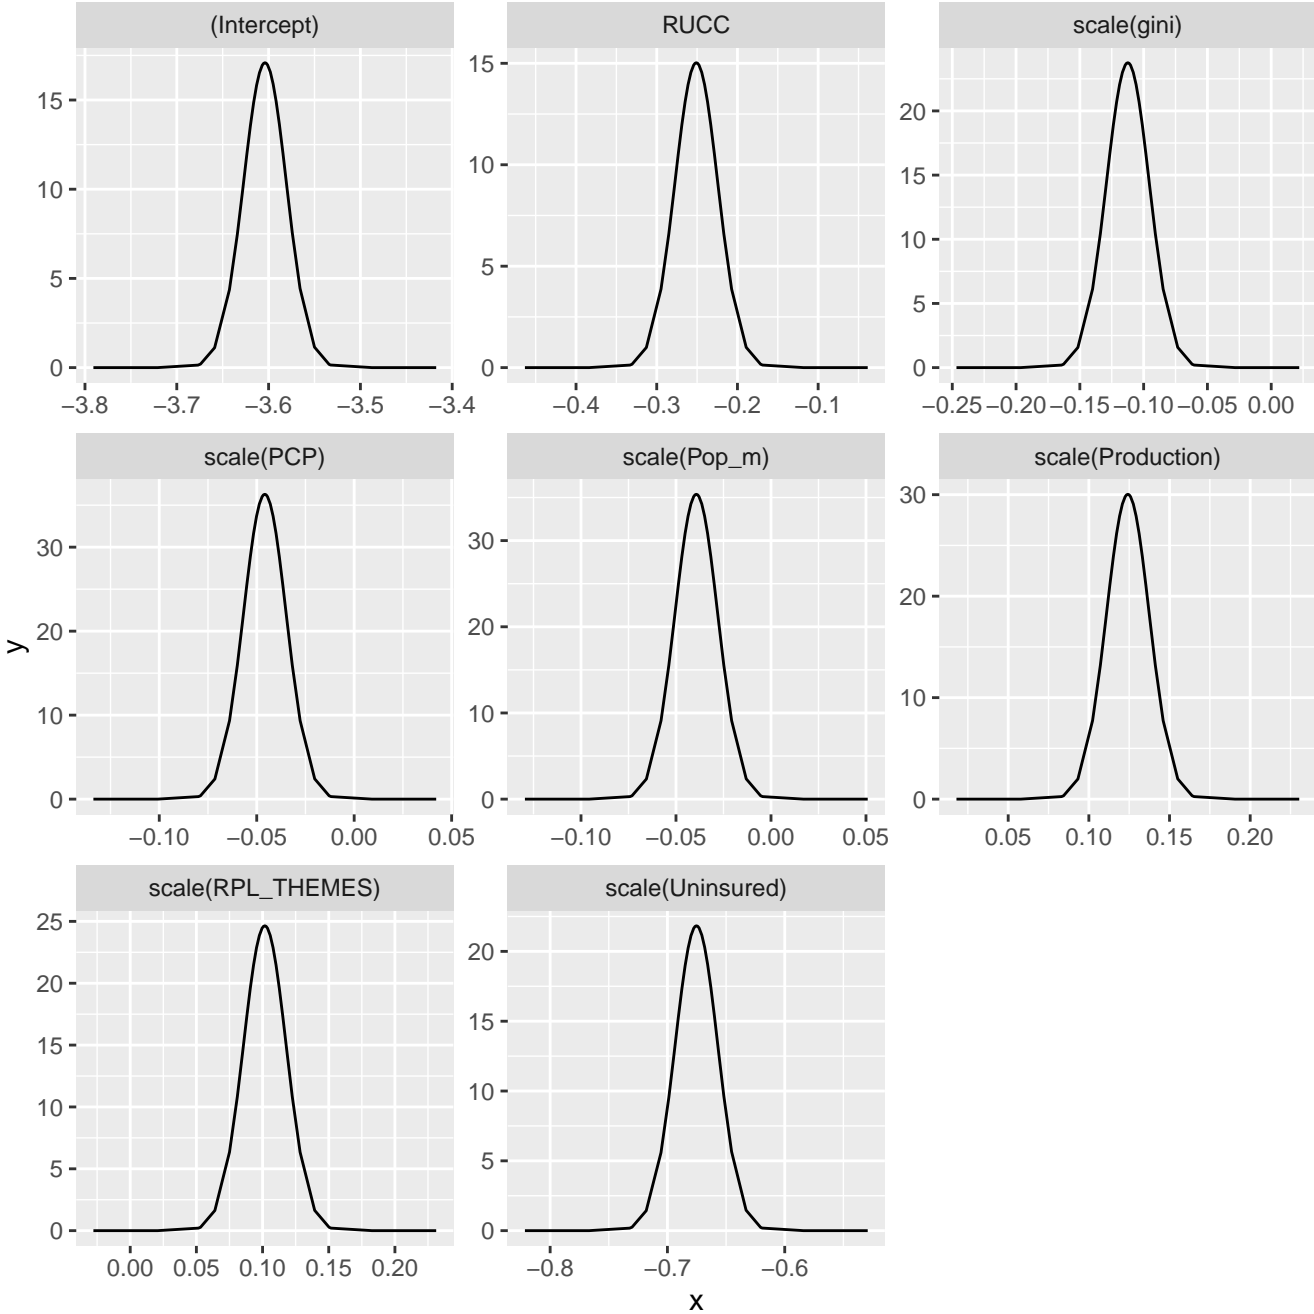 (Intercept) RUCC scale(gini)
15
10
5
0
−3.8 −3.7 −3.6 −3.5 −3.4
15
10
5
0
−0.4 −0.3 −0.2 −0.1
20
15
10
5
0
−0.25 −0.20 −0.15 −0.10 −0.05 0.00
scale(PCP) scale(Pop_m) scale(Production)
y
30
20
10
0
−0.10 −0.05 0.00 0.05
30
20
10
0
−0.10 −0.05 0.00 0.05
30
20
10
0
0.05 0.10 0.15 0.20
scale(RPL_THEMES) scale(Uninsured)
25
20
15
10
5
0
0.00 0.05 0.10 0.15 0.20
20
15
10
5
0
−0.8 −0.7 −0.6
x